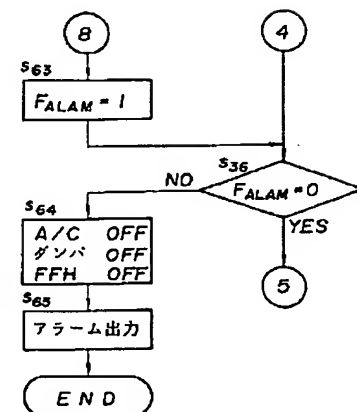 8
4
S63
FALAM = 1
S36
FALAM = 0
NO
YES
S64
A/C OFF
ダンパ OFF
FFH OFF
5
S65
アラーム出力
END